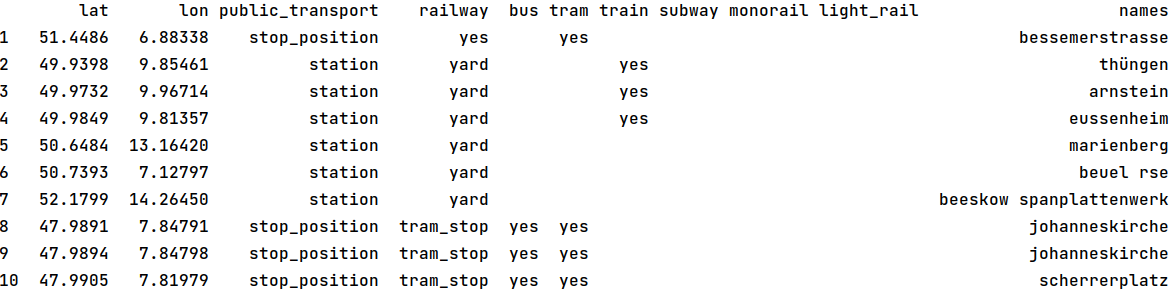 lat lon public_transport railway bus tram train subway monorail light_rail names
1 51.4486 6.88338 stop_position yes yes bessemerstrasse
2 49.9398 9.85461 station yard yes thüngen
3 49.9732 9.96714 station yard yes arnstein
4 49.9849 9.81357 station yard yes eussenheim
5 50.6484 13.16420 station yard marienberg
6 50.7393 7.12797 station yard beuel rse
7 52.1799 14.26450 station yard beeskow spanplattenwerk
8 47.9891 7.84791 stop_position tram_stop yes yes johanneskirche
9 47.9894 7.84798 stop_position tram_stop yes yes johanneskirche
10 47.9905 7.81979 stop_position tram_stop yes yes scherrerplatz